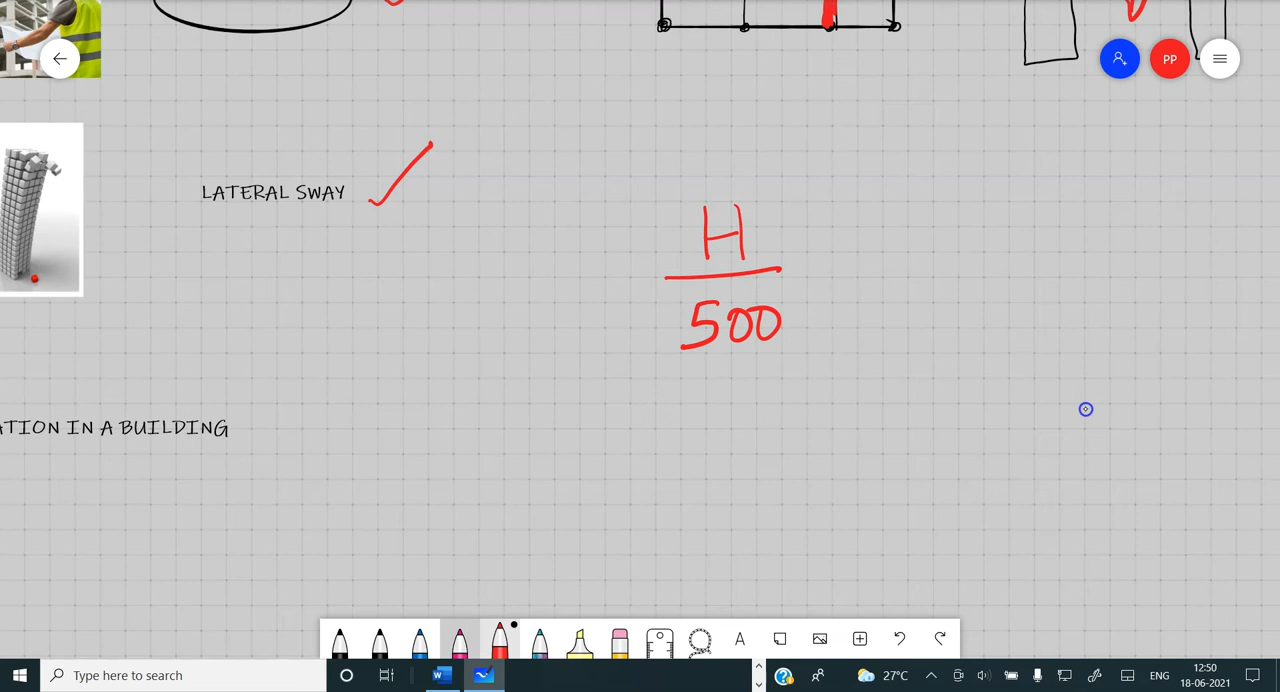 PP
LATERAL SWAY
H
500
ATION IN A BUILDING
A
Type here to search
27°C
ENG
12:50
18-06-2021